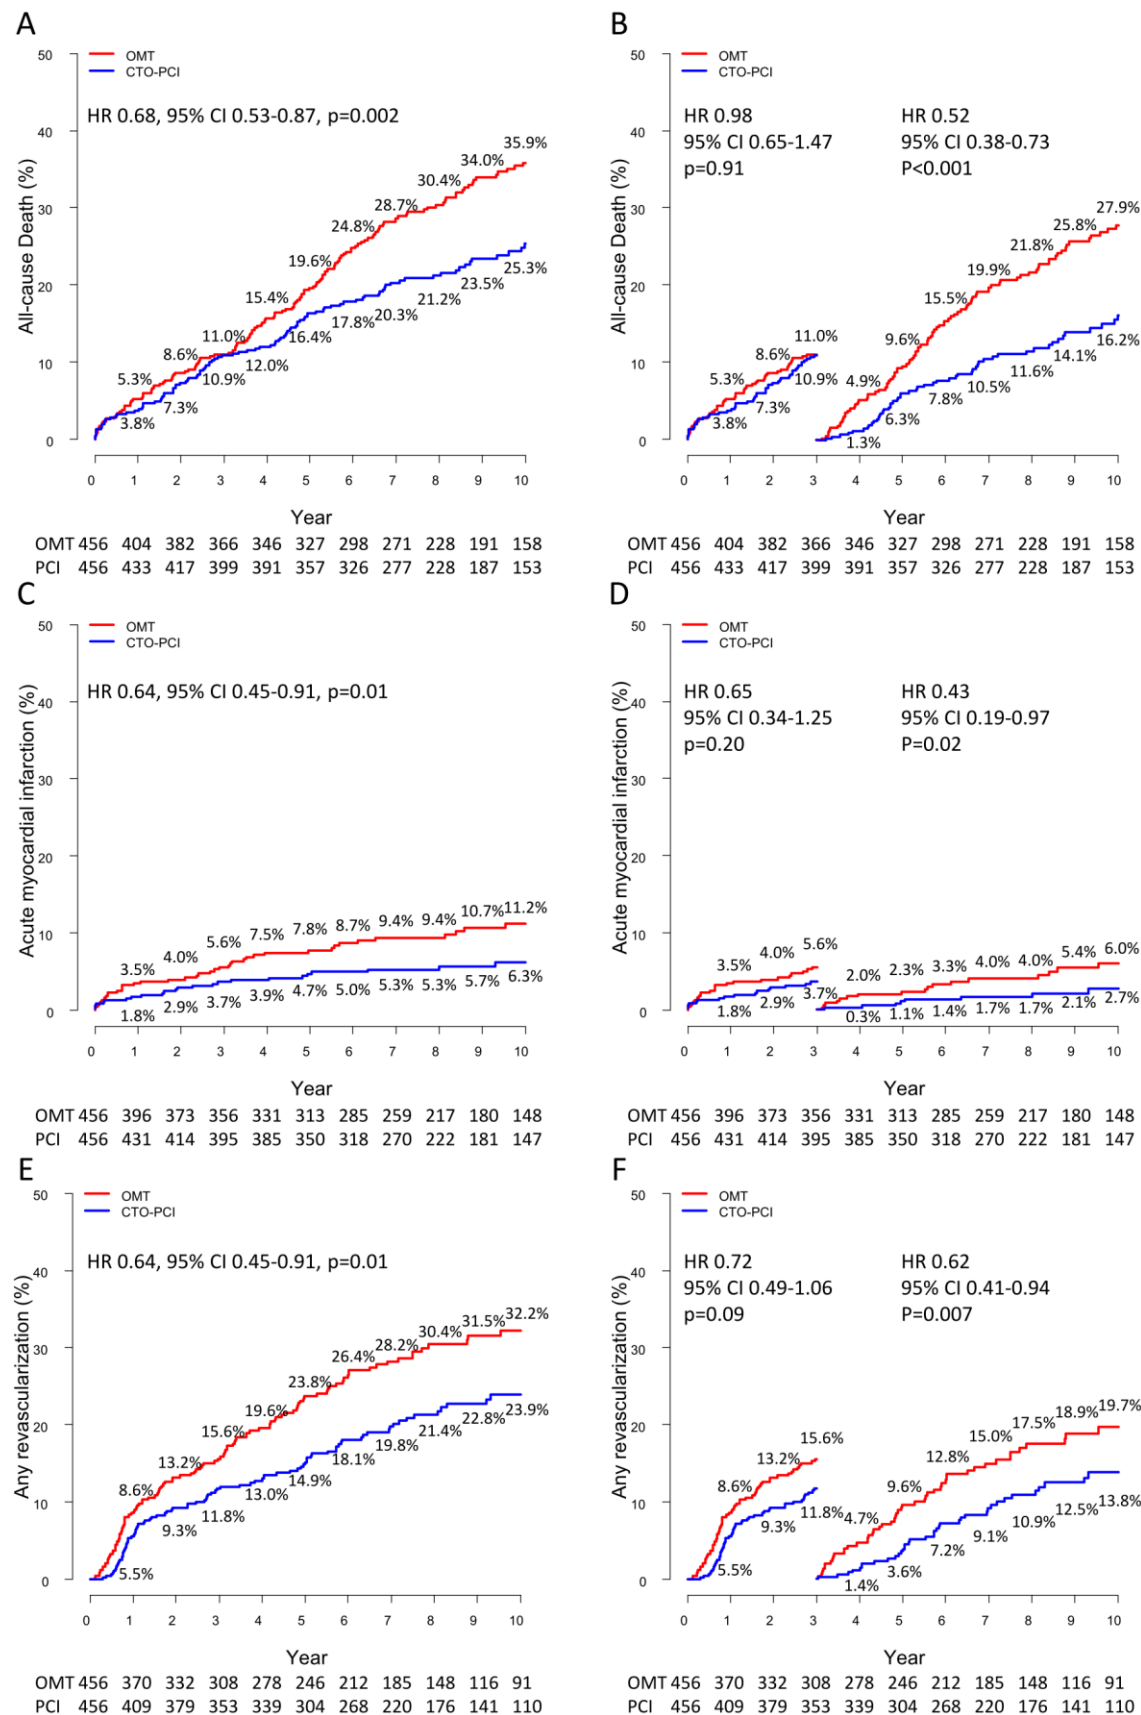 A
50
40
30
20
10
0
All-cause Death (%)
OMT
CTO-PCI
HR 0.68, 95% CI 0.53-0.87, p=0.002
5.3% 8.6% 11.0% 15.4% 19.6% 24.8% 28.7% 30.4% 34.0% 35.9%
3.8% 7.3% 10.9% 12.0% 16.4% 17.8% 20.3% 21.2% 23.5% 25.3%
0 1 2 3 4 5 6 7 8 9 10
Year
OMT 456 404 382 366 346 327 298 271 228 191 158
PCI 456 433 417 399 391 357 326 277 228 187 153
B
50
40
30
20
10
0
All-cause Death (%)
OMT
CTO-PCI
HR 0.98
95% CI 0.65-1.47
p=0.91
HR 0.52
95% CI 0.38-0.73
P<0.001
5.3% 8.6% 11.0% 4.9% 9.6% 15.5% 19.9% 21.8% 25.8% 27.9%
3.8% 7.3% 10.9% 1.3% 6.3% 7.8% 10.5% 11.6% 14.1% 16.2%
0 1 2 3 4 5 6 7 8 9 10
Year
OMT 456 404 382 366 346 327 298 271 228 191 158
PCI 456 433 417 399 391 357 326 277 228 187 153
C
50
40
30
20
10
0
Acute myocardial infarction (%)
OMT
CTO-PCI
HR 0.64, 95% CI 0.45-0.91, p=0.01
3.5% 4.0% 5.6% 7.5% 7.8% 8.7% 9.4% 9.4% 10.7% 11.2%
1.8% 2.9% 3.7% 3.9% 4.7% 5.0% 5.3% 5.3% 5.7% 6.3%
0 1 2 3 4 5 6 7 8 9 10
Year
OMT 456 396 373 356 331 313 285 259 217 180 148
PCI 456 431 414 395 385 350 318 270 222 181 147
D
50
40
30
20
10
0
Acute myocardial infarction (%)
OMT
CTO-PCI
HR 0.65
95% CI 0.34-1.25
p=0.20
HR 0.43
95% CI 0.19-0.97
P=0.02
3.5% 4.0% 5.6% 2.0% 2.3% 3.3% 4.0% 4.0% 5.4% 6.0%
1.8% 2.9% 3.7% 0.3% 1.1% 1.4% 1.7% 1.7% 2.1% 2.7%
0 1 2 3 4 5 6 7 8 9 10
Year
OMT 456 396 373 356 331 313 285 259 217 180 148
PCI 456 431 414 395 385 350 318 270 222 181 147
E
50
40
30
20
10
0
Any revascularization (%)
OMT
CTO-PCI
HR 0.64, 95% CI 0.45-0.91, p=0.01
8.6% 13.2% 15.6% 19.6% 23.8% 26.4% 28.2% 30.4% 31.5% 32.2%
5.5% 9.3% 11.8% 13.0% 14.9% 18.1% 19.8% 21.4% 22.8% 23.9%
0 1 2 3 4 5 6 7 8 9 10
Year
OMT 456 370 332 308 278 246 212 185 148 116 91
PCI 456 409 379 353 339 304 268 220 176 141 110
F
50
40
30
20
10
0
Any revascularization (%)
OMT
CTO-PCI
HR 0.72
95% CI 0.49-1.06
p=0.09
HR 0.62
95% CI 0.41-0.94
P=0.007
8.6% 13.2% 15.6% 4.7% 9.6% 12.8% 15.0% 17.5% 18.9% 19.7%
5.5% 9.3% 11.8% 1.4% 3.6% 7.2% 9.1% 10.9% 12.5% 13.8%
0 1 2 3 4 5 6 7 8 9 10
Year
OMT 456 370 332 308 278 246 212 185 148 116 91
PCI 456 409 379 353 339 304 268 220 176 141 110